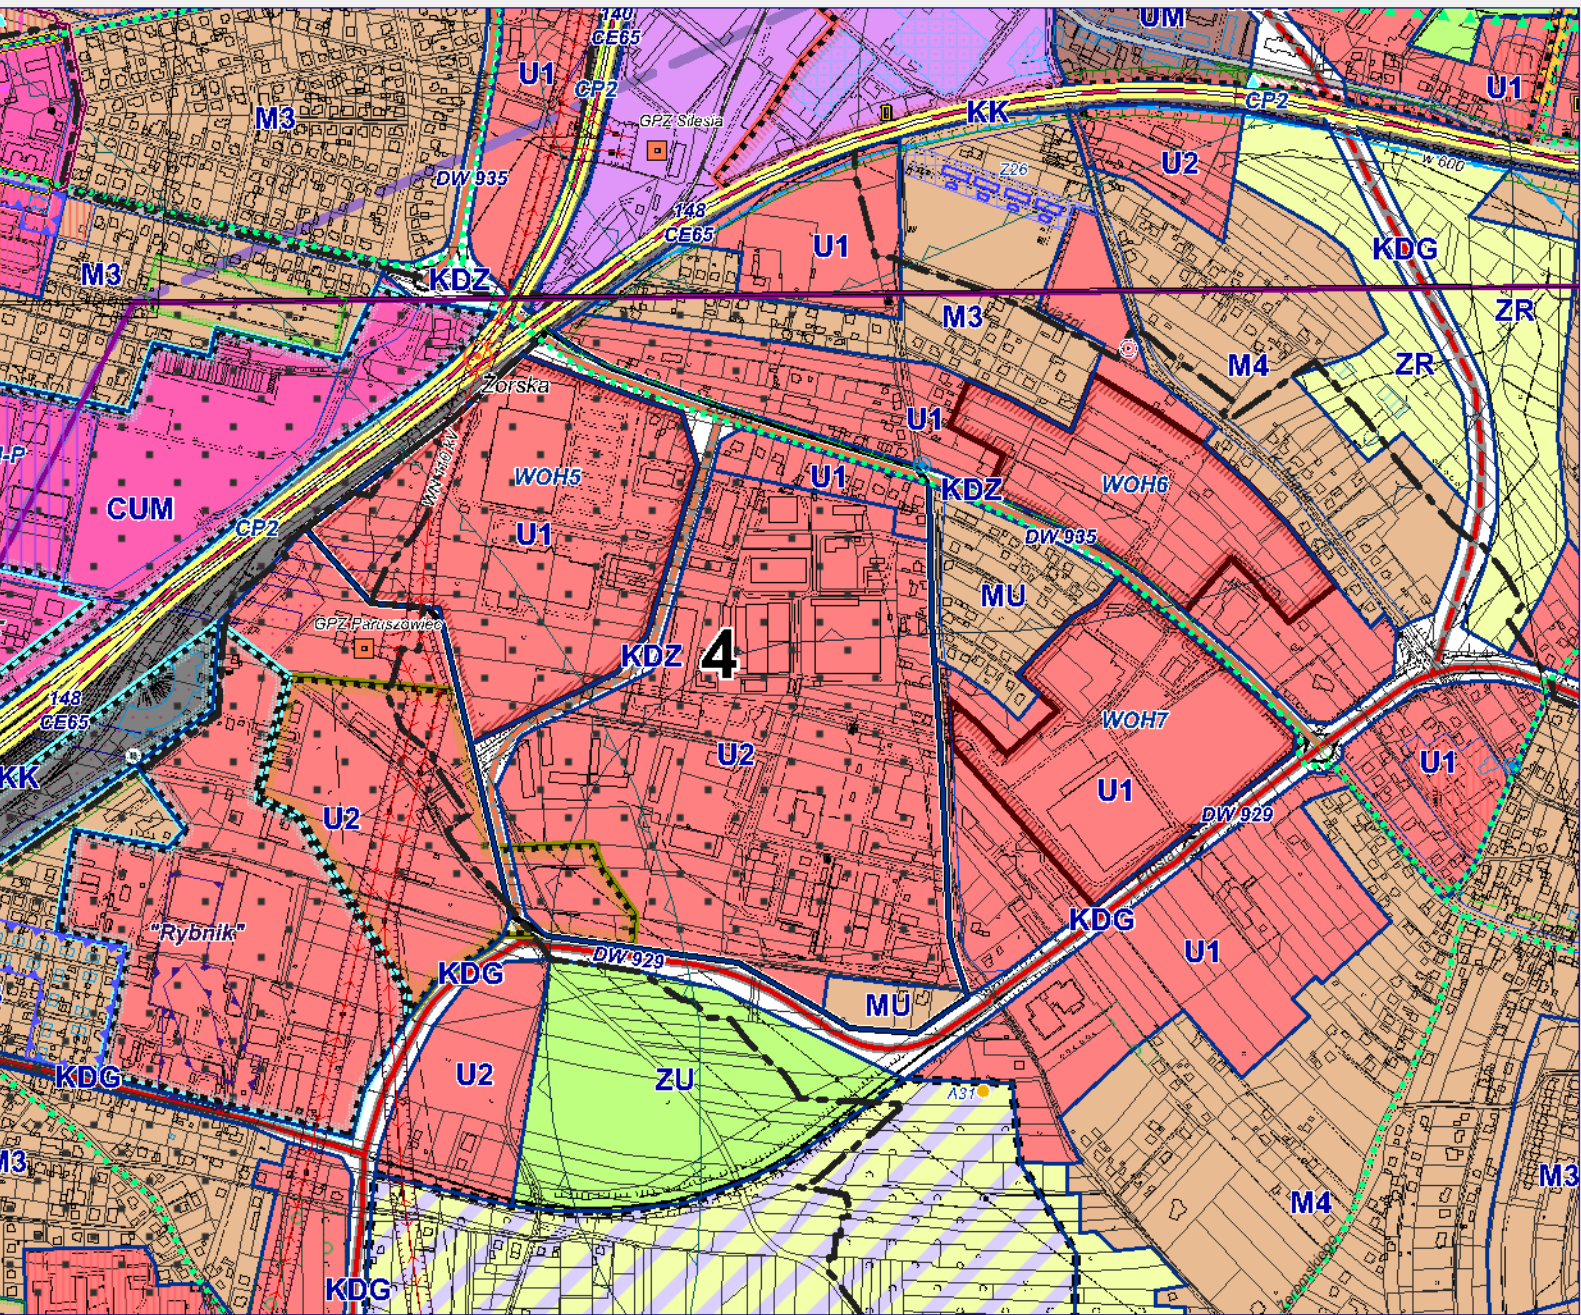 140
CE65
UM
U1
M3
CP2
GPZ Silesia
KK
CP2
U1
U2
w 600
Z26
DW 935
148
CE65
U1
KDG
M3
KDZ
ZR
M3
M4
ZR
Żorska
U1
WOH5
U1
KDZ
WOH6
CUM
CP2
U1
DW 935
MU
GPZ Paruszowiec
KDZ
4
148
CE65
WOH7
U2
U1
KK
U1
U2
DW 929
"Rybnik"
KDG
U1
DW 929
KDG
MU
KDG
U2
ZU
A31
M3
M3
M4
KDG